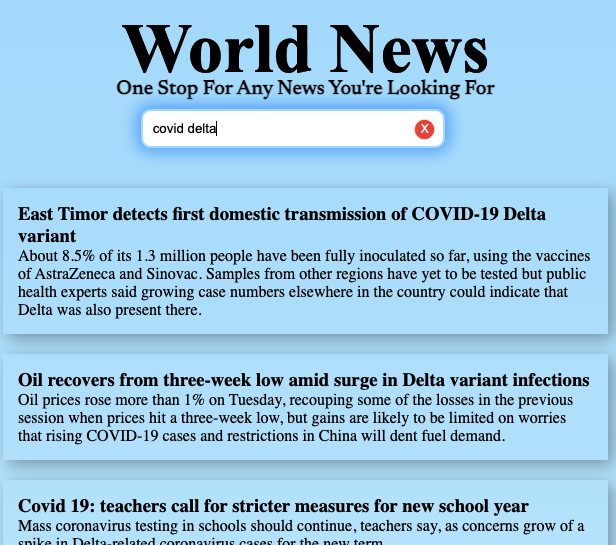 World News
One Stop For Any News You're Looking For
covid delta
X
East Timor detects first domestic transmission of COVID-19 Delta
variant
About 8.5% of its 1.3 million people have been fully inoculated so far, using the vaccines
of AstraZeneca and Sinovac. Samples from other regions have yet to be tested but public
health experts said growing case numbers elsewhere in the country could indicate that
Delta was also present there.
Oil recovers from three-week low amid surge in Delta variant infections
Oil prices rose more than 1% on Tuesday, recouping some of the losses in the previous
session when prices hit a three-week low, but gains are likely to be limited on worries
that rising COVID-19 cases and restrictions in China will dent fuel demand.
Covid 19: teachers call for stricter measures for new school year
Mass coronavirus testing in schools should continue, teachers say, as concerns grow of a
spike in Delta-related coronavirus cases for the new term